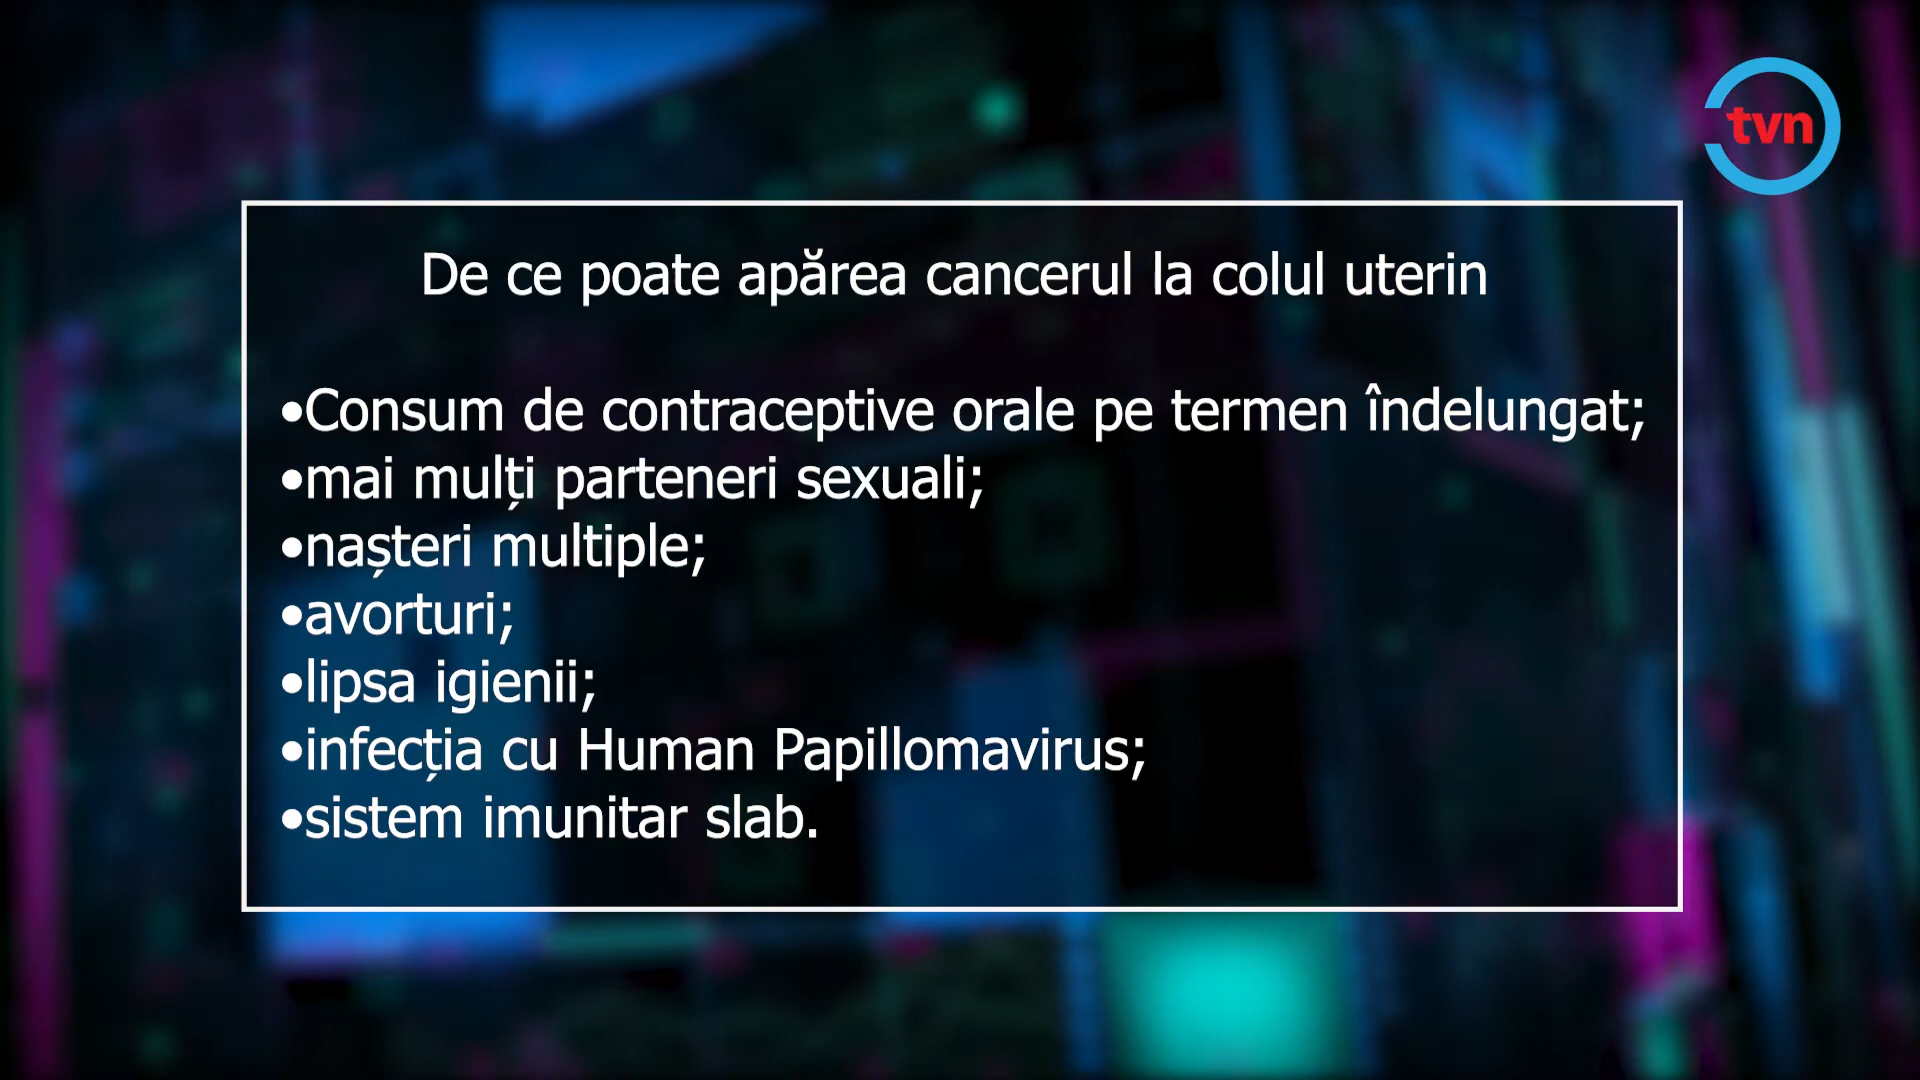 tvn
De ce poate apărea cancerul la colul uterin
•Consum de contraceptive orale pe termen îndelungat;
•mai mulți parteneri sexuali;
•nașteri multiple;
•avorturi;
•lipsa igienii;
•infecția cu Human Papillomavirus;
•sistem imunitar slab.